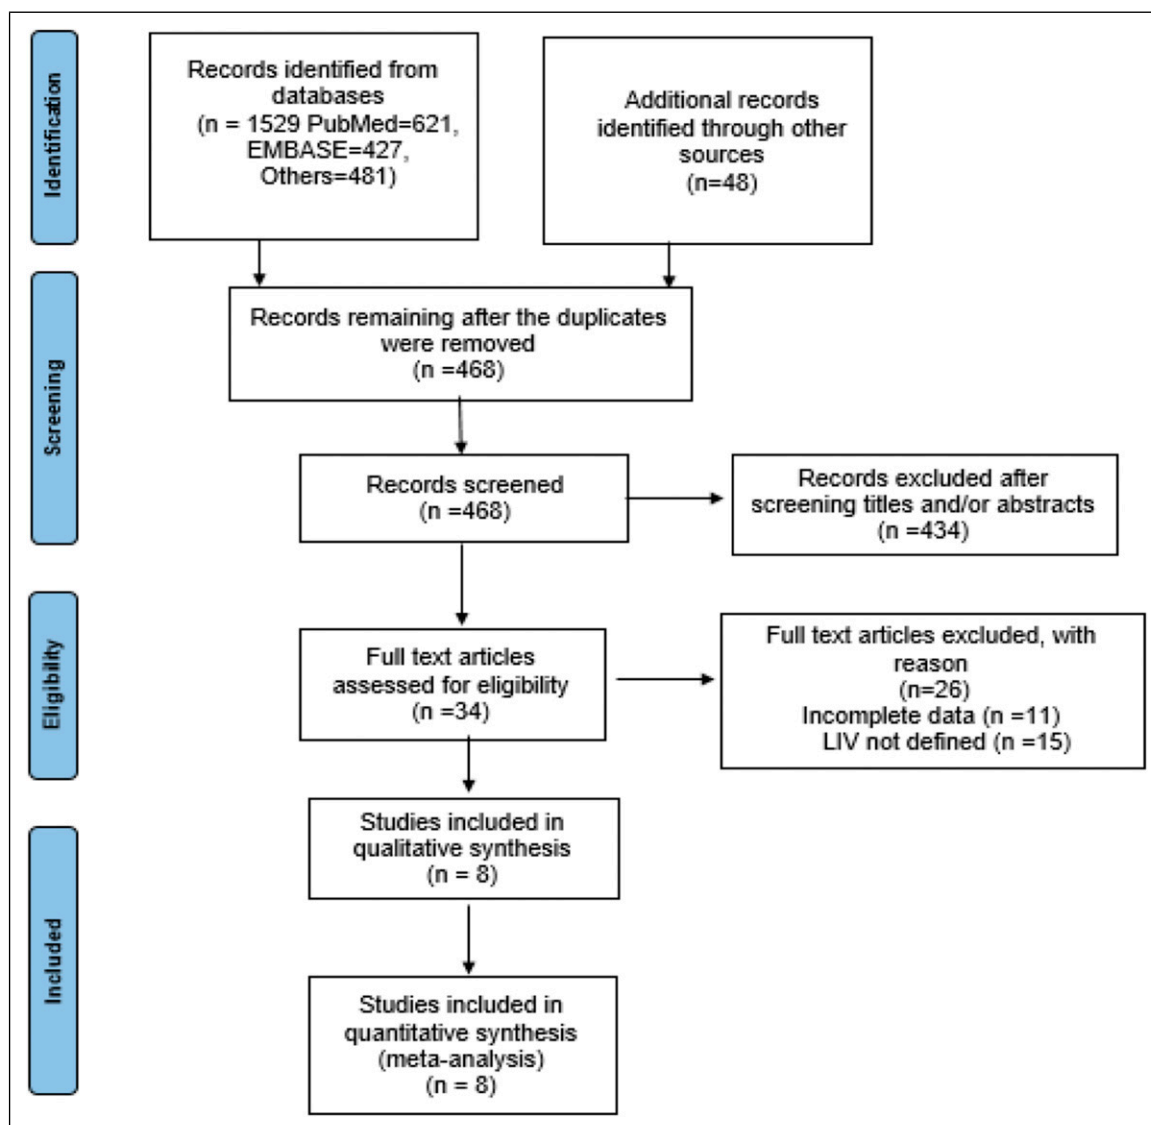 Identification
Records identified from
databases
(n = 1529 PubMed=621,
EMBASE=427,
Others=481)
Additional records
identified through other
sources
(n=48)
Screening
Records remaining after the duplicates
were removed
(n =468)
Records screened
(n =468)
Records excluded after
screening titles and/or abstracts
(n =434)
Eligibility
Full text articles
assessed for eligibility
(n =34)
Full text articles excluded, with
reason
(n=26)
Incomplete data (n =11)
LIV not defined (n =15)
Included
Studies included in
qualitative synthesis
(n = 8)
Studies included in
quantitative synthesis
(meta-analysis)
(n = 8)